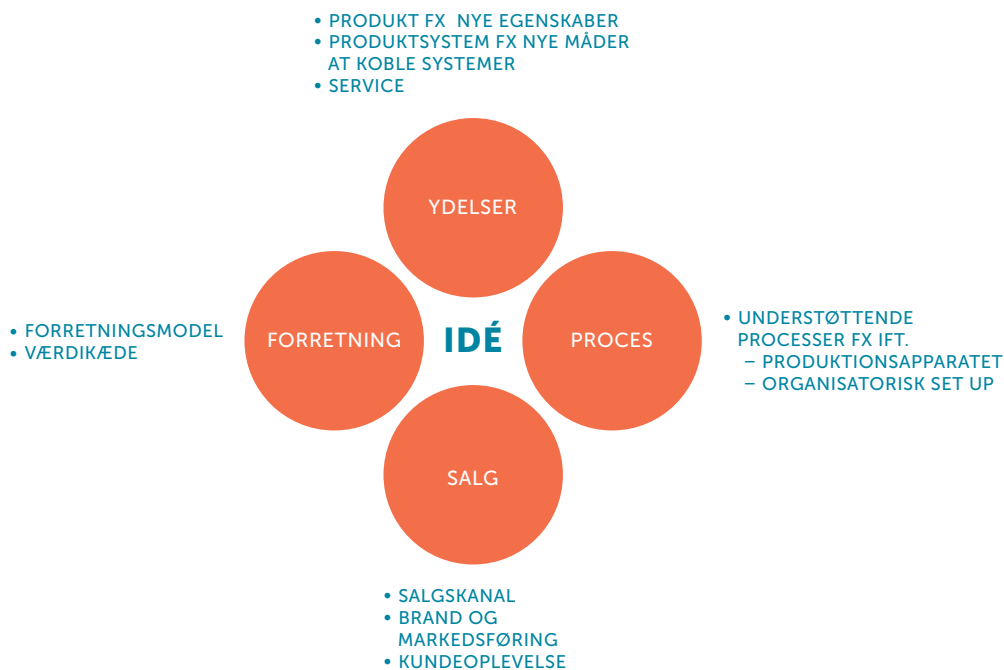 • PRODUKT FX NYE EGENSKABER
• PRODUKTSYSTEM FX NYE MÅDER
AT KOBLE SYSTEMER
• SERVICE
YDELSER
• FORRETNINGSMODEL
• VÆRDIKÆDE
FORRETNING
IDÉ
PROCES
• UNDERSTØTTENDE
PROCESSER FX IFT.
– PRODUKTIONSAPPARATET
– ORGANISATORISK SET UP
SALG
• SALGSKANAL
• BRAND OG
MARKEDSFØRING
• KUNDEOPLEVELSE